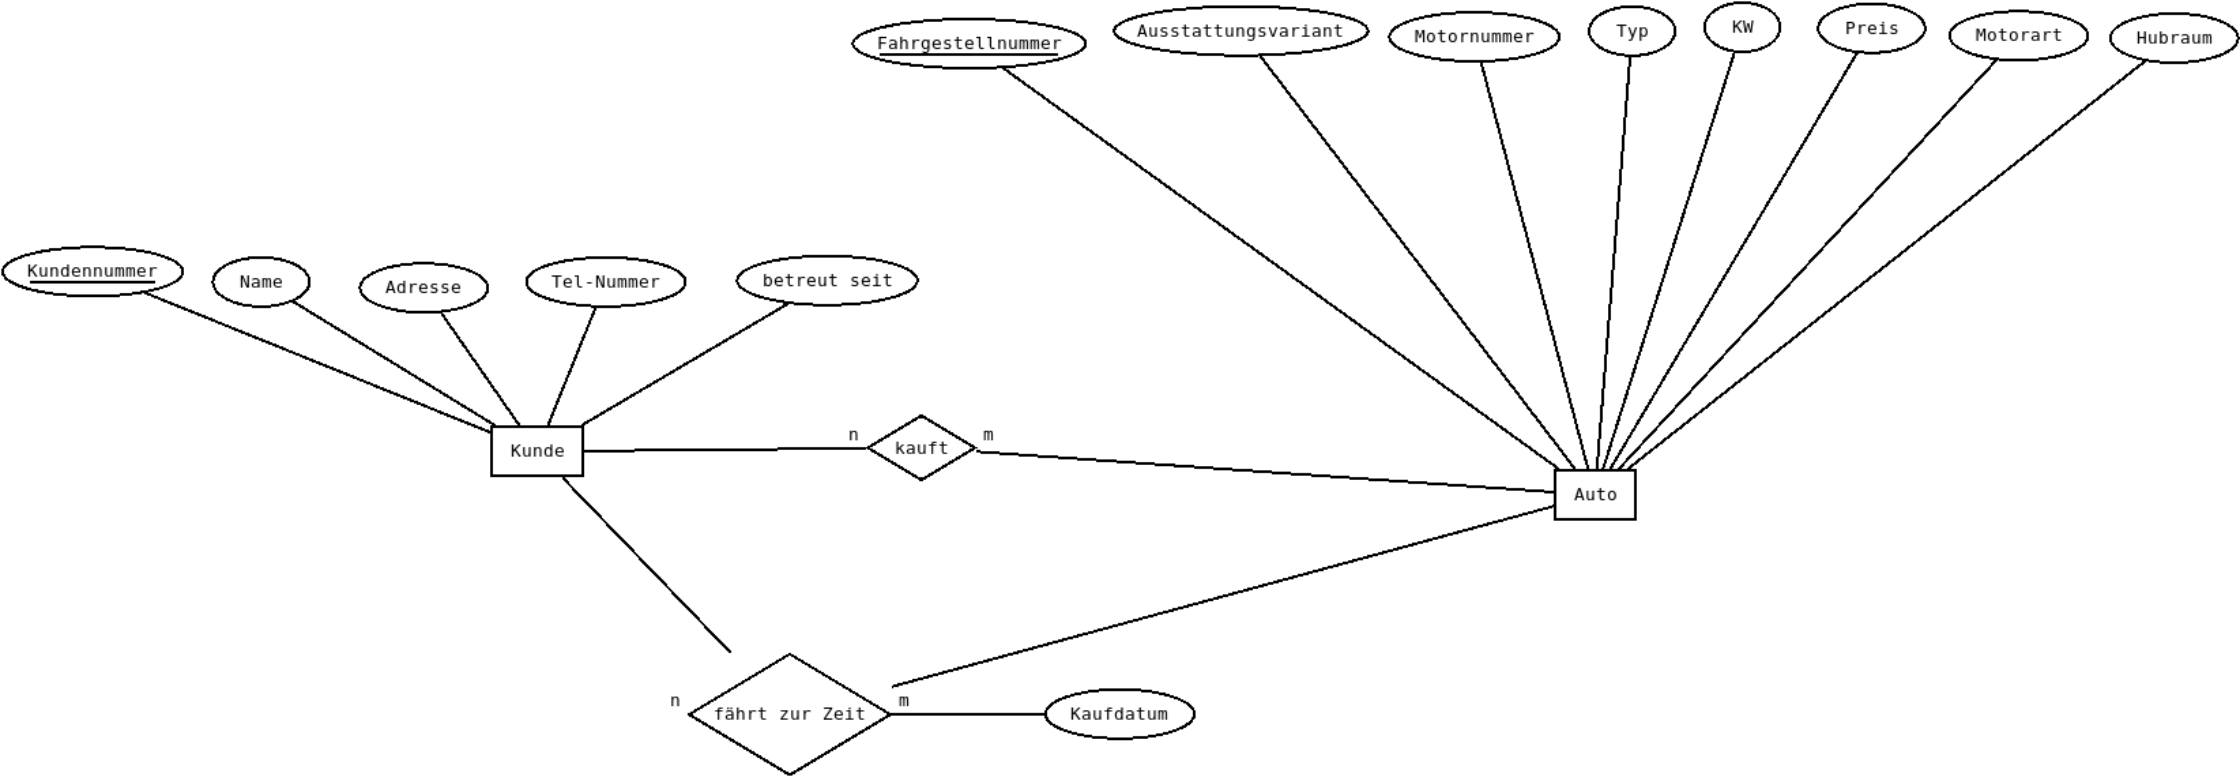 Fahrgestellnummer
Ausstattungsvariant
Motornummer
Typ
KW
Preis
Motorart
Hubraum
Kundennummer
Name
Adresse
Tel-Nummer
betreut seit
Kunde
n
kauft
m
Auto
n
fährt zur Zeit
m
Kaufdatum